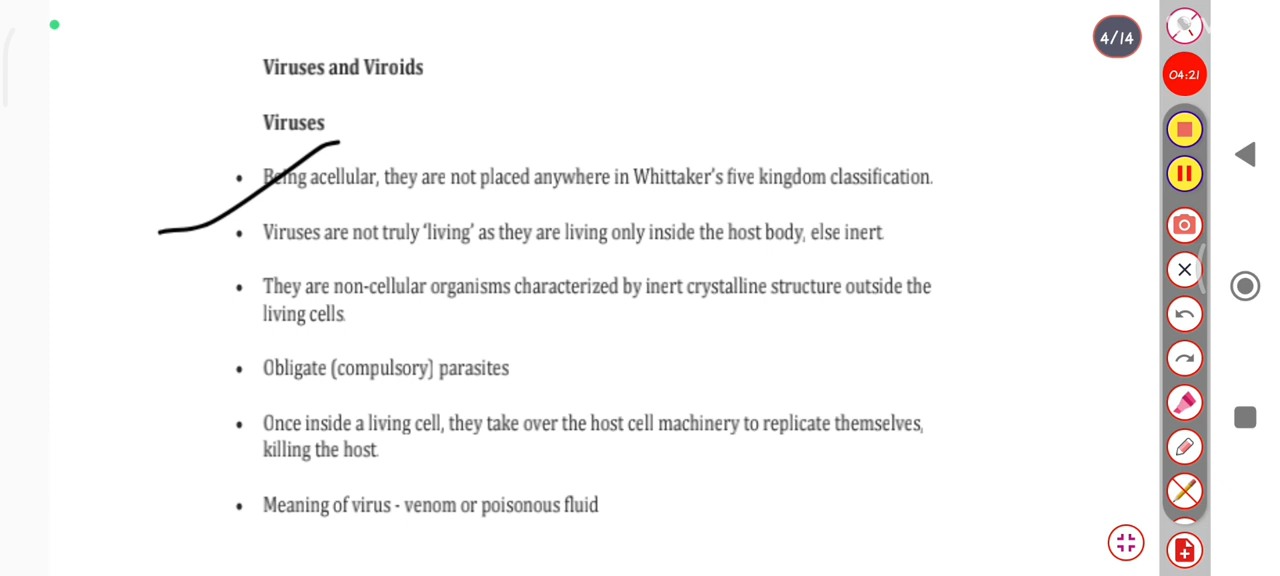 4/14
04:21
Viruses and Viroids
Viruses
• Being acellular, they are not placed anywhere in Whittaker's five kingdom classification.
• Viruses are not truly 'living' as they are living only inside the host body, else inert.
• They are non-cellular organisms characterized by inert crystalline structure outside the
living cells.
• Obligate (compulsory) parasites
• Once inside a living cell, they take over the host cell machinery to replicate themselves,
killing the host.
• Meaning of virus - venom or poisonous fluid